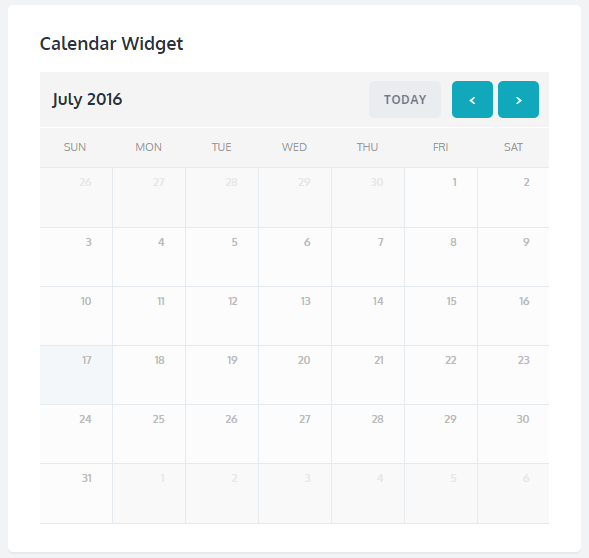 Calendar Widget
July 2016 TODAY < >
SUN MON TUE WED THU FRI SAT
26 27 28 29 30 1 2
3 4 5 6 7 8 9
10 11 12 13 14 15 16
17 18 19 20 21 22 23
24 25 26 27 28 29 30
31 1 2 3 4 5 6